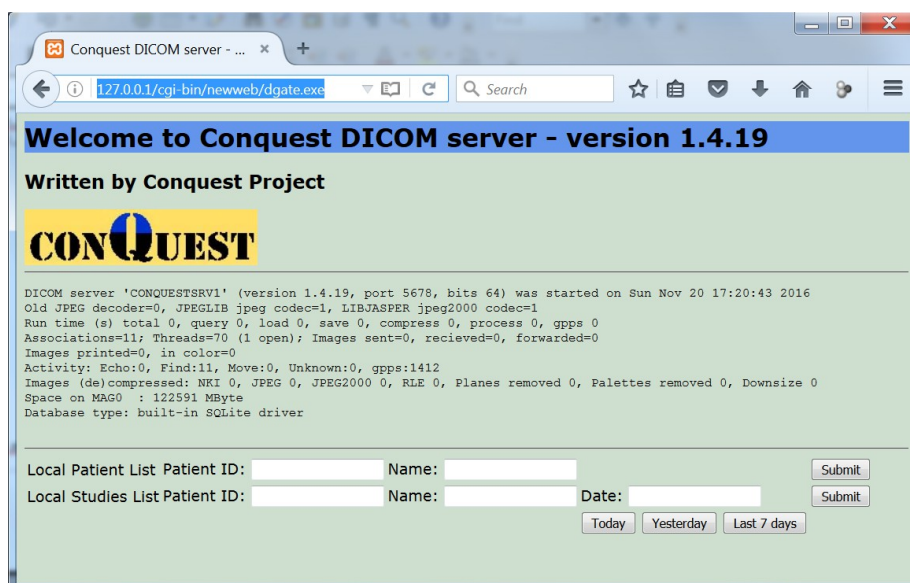 Conquest DICOM server - ...
127.0.0.1/cgi-bin/newweb/dgate.exe
Search
Welcome to Conquest DICOM server - version 1.4.19
Written by Conquest Project
CONQUEST
DICOM server 'CONQUESTSRV1' (version 1.4.19, port 5678, bits 64) was started on Sun Nov 20 17:20:43 2016
Old JPEG decoder=0, JPEGLIB jpeg codec=1, LIBJASPER jpeg2000 codec=1
Run time (s) total 0, query 0, load 0, save 0, compress 0, process 0, gpps 0
Associations=11; Threads=70 (1 open); Images sent=0, recieved=0, forwarded=0
Images printed=0, in color=0
Activity: Echo:0, Find:11, Move:0, Unknown:0, gpps:1412
Images (de)compressed: NKI 0, JPEG 0, JPEG2000 0, RLE 0, Planes removed 0, Palettes removed 0, Downsize 0
Space on MAG0  : 122591 MByte
Database type: built-in SQLite driver
Local Patient List Patient ID: Name: Submit
Local Studies List Patient ID: Name: Date: Submit
Today Yesterday Last 7 days